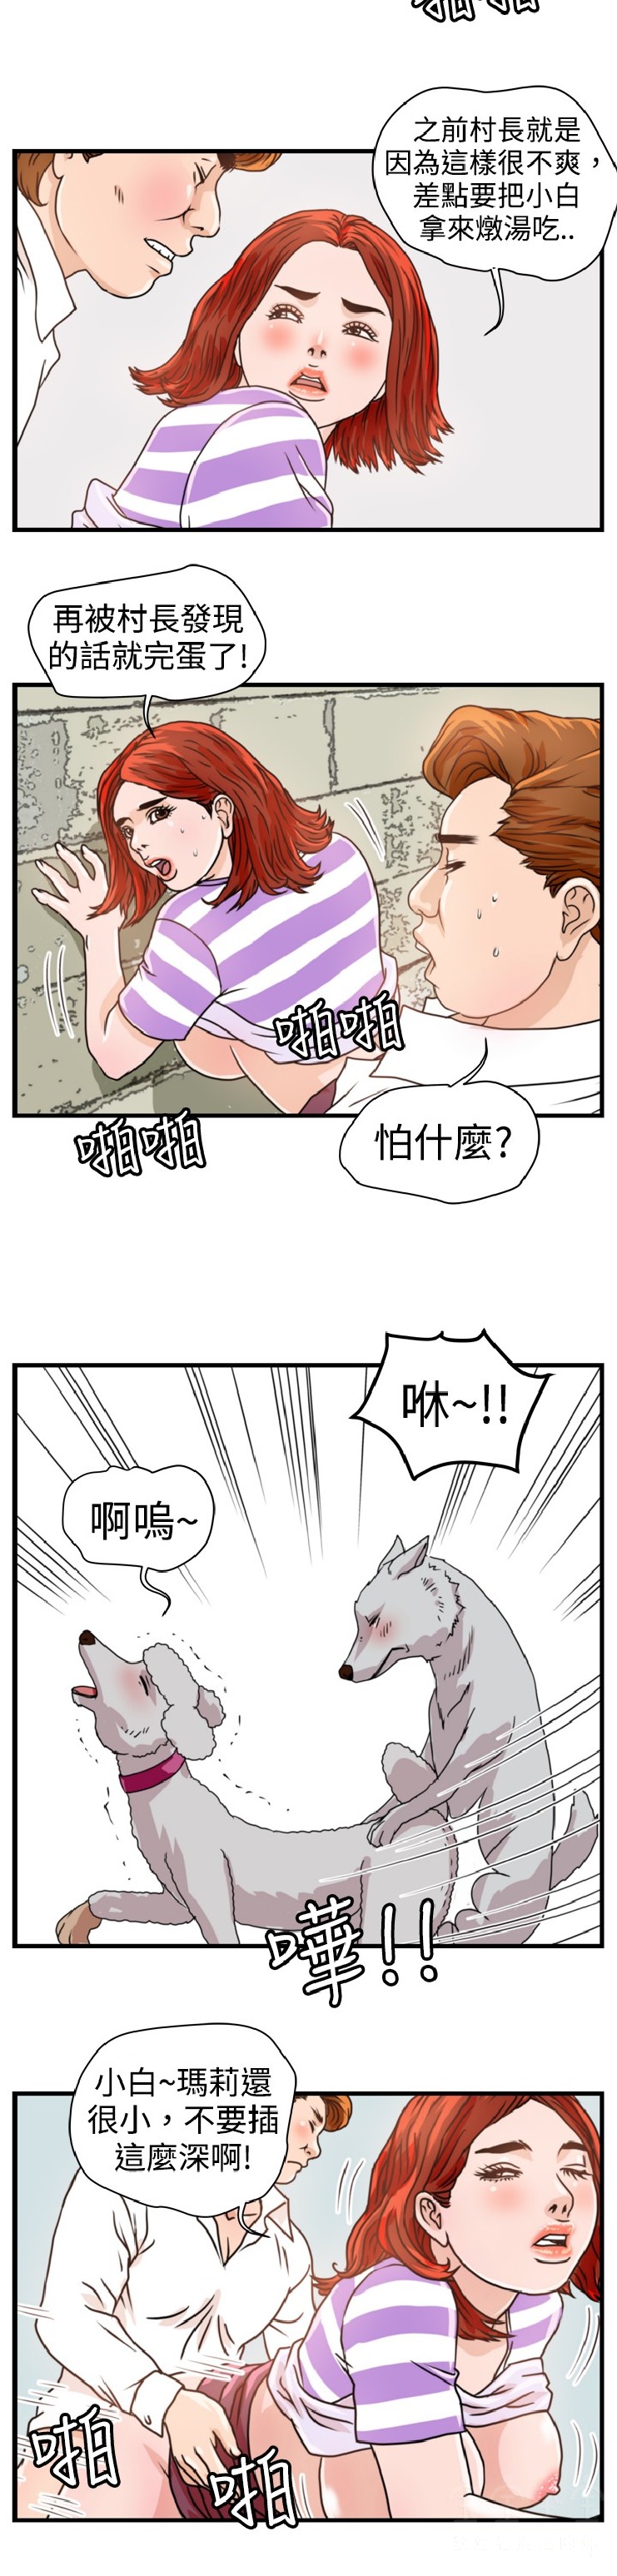 啪啪
之前村長就是
因為這樣很不爽，
差點要把小白
拿來燉湯吃..
再被村長發現
的話就完蛋了!
啪啪
啪啪
怕什麼?
咻~!!
啊嗚~
嘩!!
小白~瑪莉還
很小，不要插
這麼深啊!
啪
啪